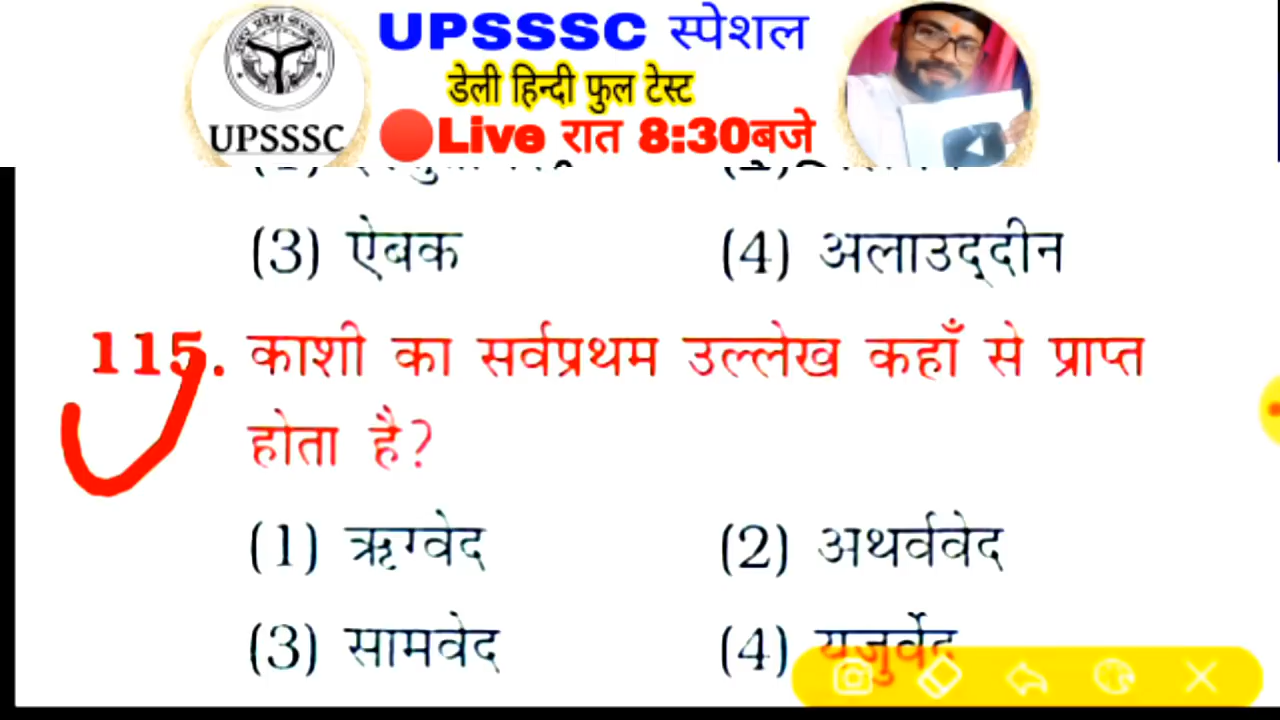 UPSSSC स्पेशल
डेली हिन्दी फुल टेस्ट
Live रात 8:30बजे
UPSSSC
(3) ऐबक (4) अलाउद्दीन
115. काशी का सर्वप्रथम उल्लेख कहाँ से प्राप्त
होता है?
(1) ऋग्वेद (2) अथर्ववेद
(3) सामवेद (4) यजुर्वेद